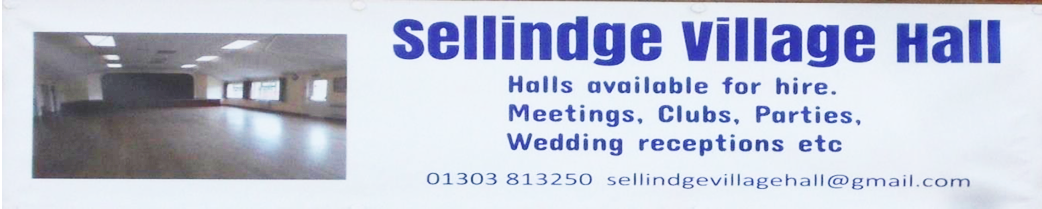 Sellindge Village Hall
Halls available for hire.
Meetings, Clubs, Parties,
Wedding receptions etc
01303 813250 sellindgevillagehall@gmail.com